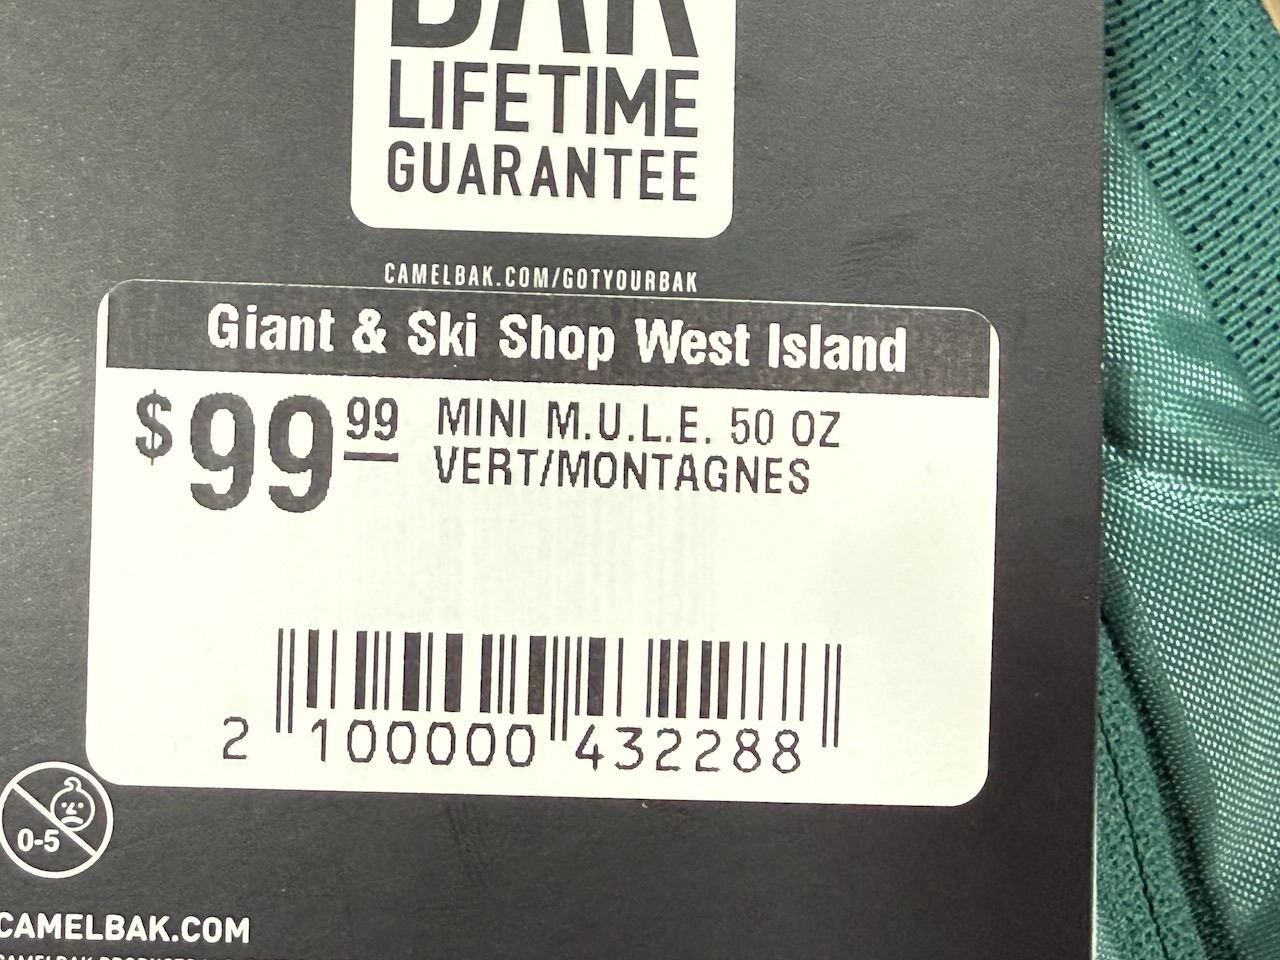 BAK
LIFETIME
GUARANTEE
CAMELBAK.COM/GOTYOURBAK
Giant & Ski Shop West Island
$99 99 MINI M.U.L.E. 50 OZ
VERT/MONTAGNES
2 100000 432288
0-5
CAMELBAK.COM